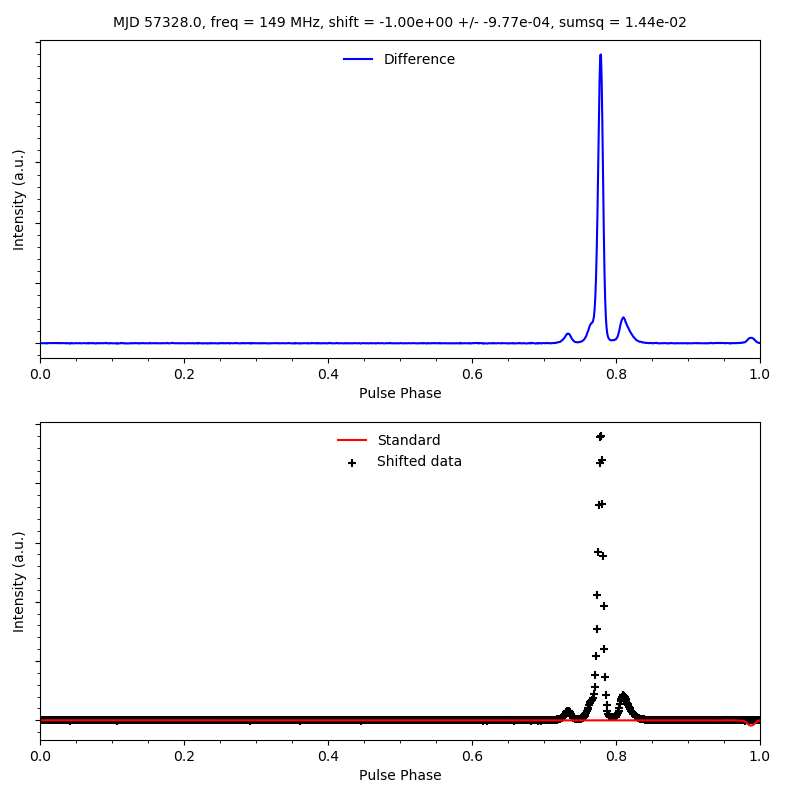 MJD 57328.0, freq = 149 MHz, shift = -1.00e+00 +/- -9.77e-04, sumsq = 1.44e-02
Difference
Intensity (a.u.)
0.0 0.2 0.4 0.6 0.8 1.0
Pulse Phase
Standard
Shifted data
Intensity (a.u.)
0.0 0.2 0.4 0.6 0.8 1.0
Pulse Phase